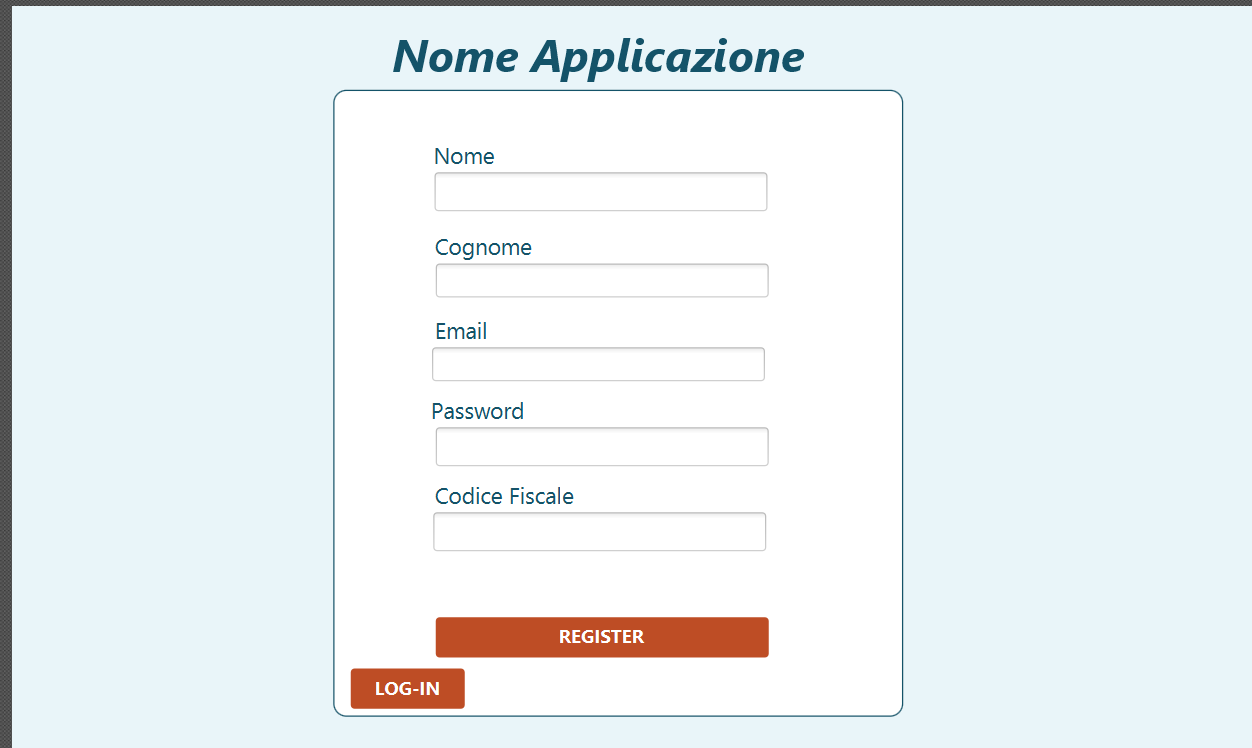 Nome Applicazione
Nome
Cognome
Email
Password
Codice Fiscale
REGISTER
LOG-IN